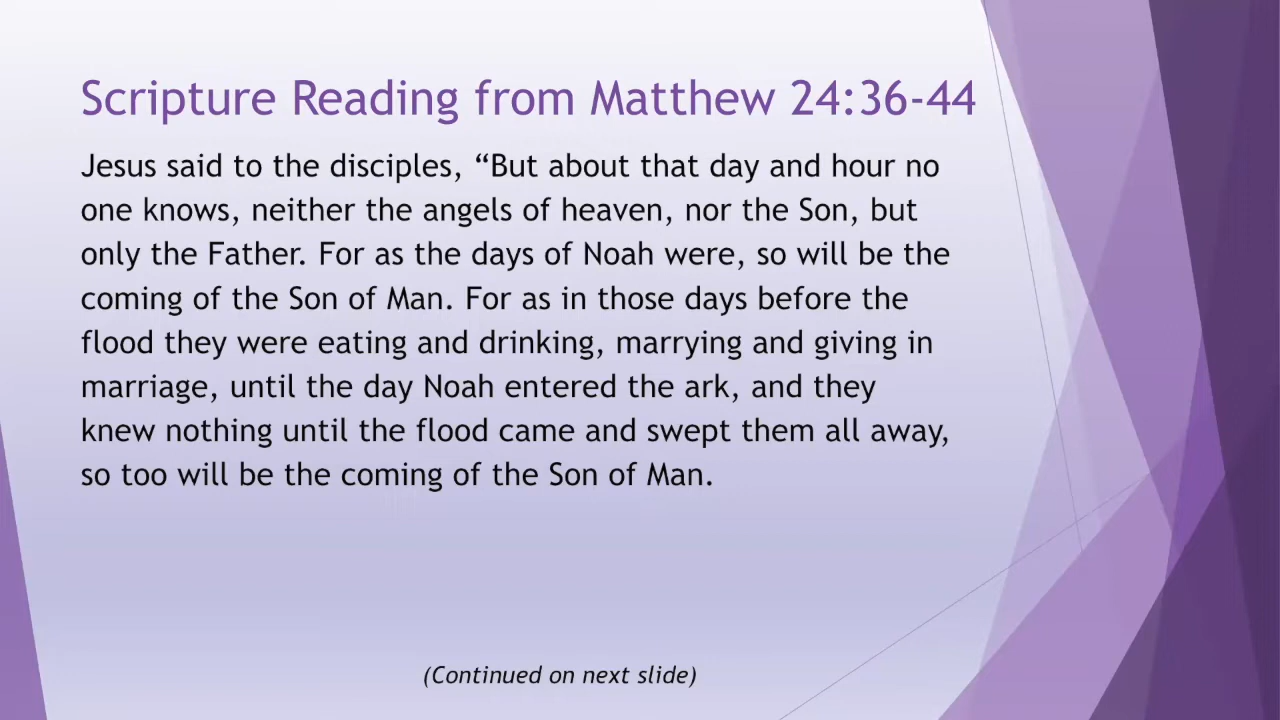 Scripture Reading from Matthew 24:36-44
Jesus said to the disciples, “But about that day and hour no
one knows, neither the angels of heaven, nor the Son, but
only the Father. For as the days of Noah were, so will be the
coming of the Son of Man. For as in those days before the
flood they were eating and drinking, marrying and giving in
marriage, until the day Noah entered the ark, and they
knew nothing until the flood came and swept them all away,
so too will be the coming of the Son of Man.
(Continued on next slide)